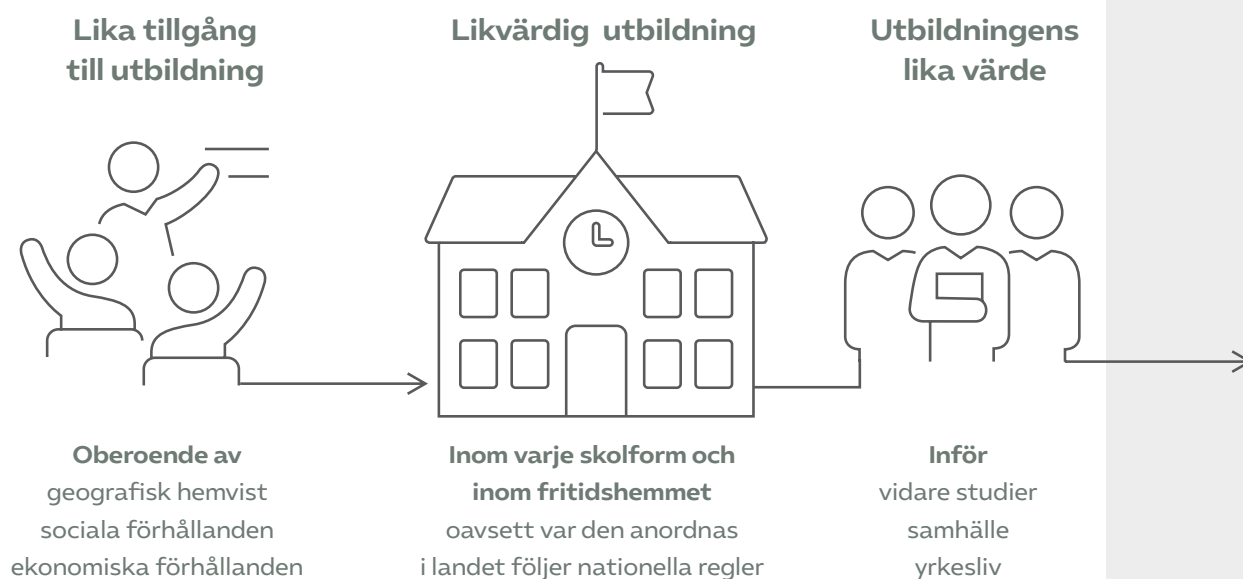 Lika tillgång
till utbildning
Oberoende av
geografisk hemvist
sociala förhållanden
ekonomiska förhållanden
Likvärdig utbildning
Inom varje skolform och
inom fritidshemmet
oavsett var den anordnas
i landet följer nationella regler
Utbildningens
lika värde
Inför
vidare studier
samhälle
yrkesliv